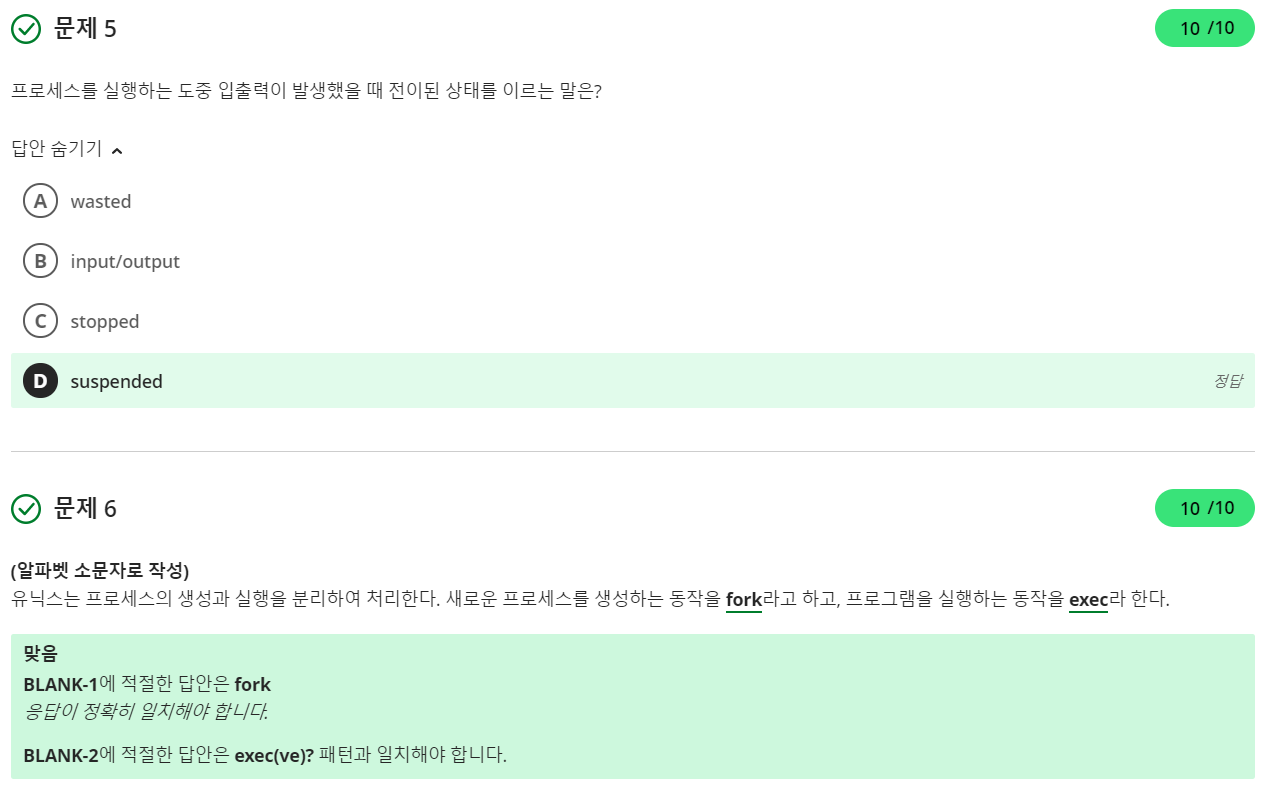 문제 5
10 /10
프로세스를 실행하는 도중 입출력이 발생했을 때 전이된 상태를 이르는 말은?
답안 숨기기
A wasted
B input/output
C stopped
D suspended 정답
문제 6
10 /10
(알파벳 소문자로 작성)
유닉스는 프로세스의 생성과 실행을 분리하여 처리한다. 새로운 프로세스를 생성하는 동작을 fork라고 하고, 프로그램을 실행하는 동작을 exec라 한다.
맞음
BLANK-1에 적절한 답안은 fork
응답이 정확히 일치해야 합니다.
BLANK-2에 적절한 답안은 exec(ve)? 패턴과 일치해야 합니다.